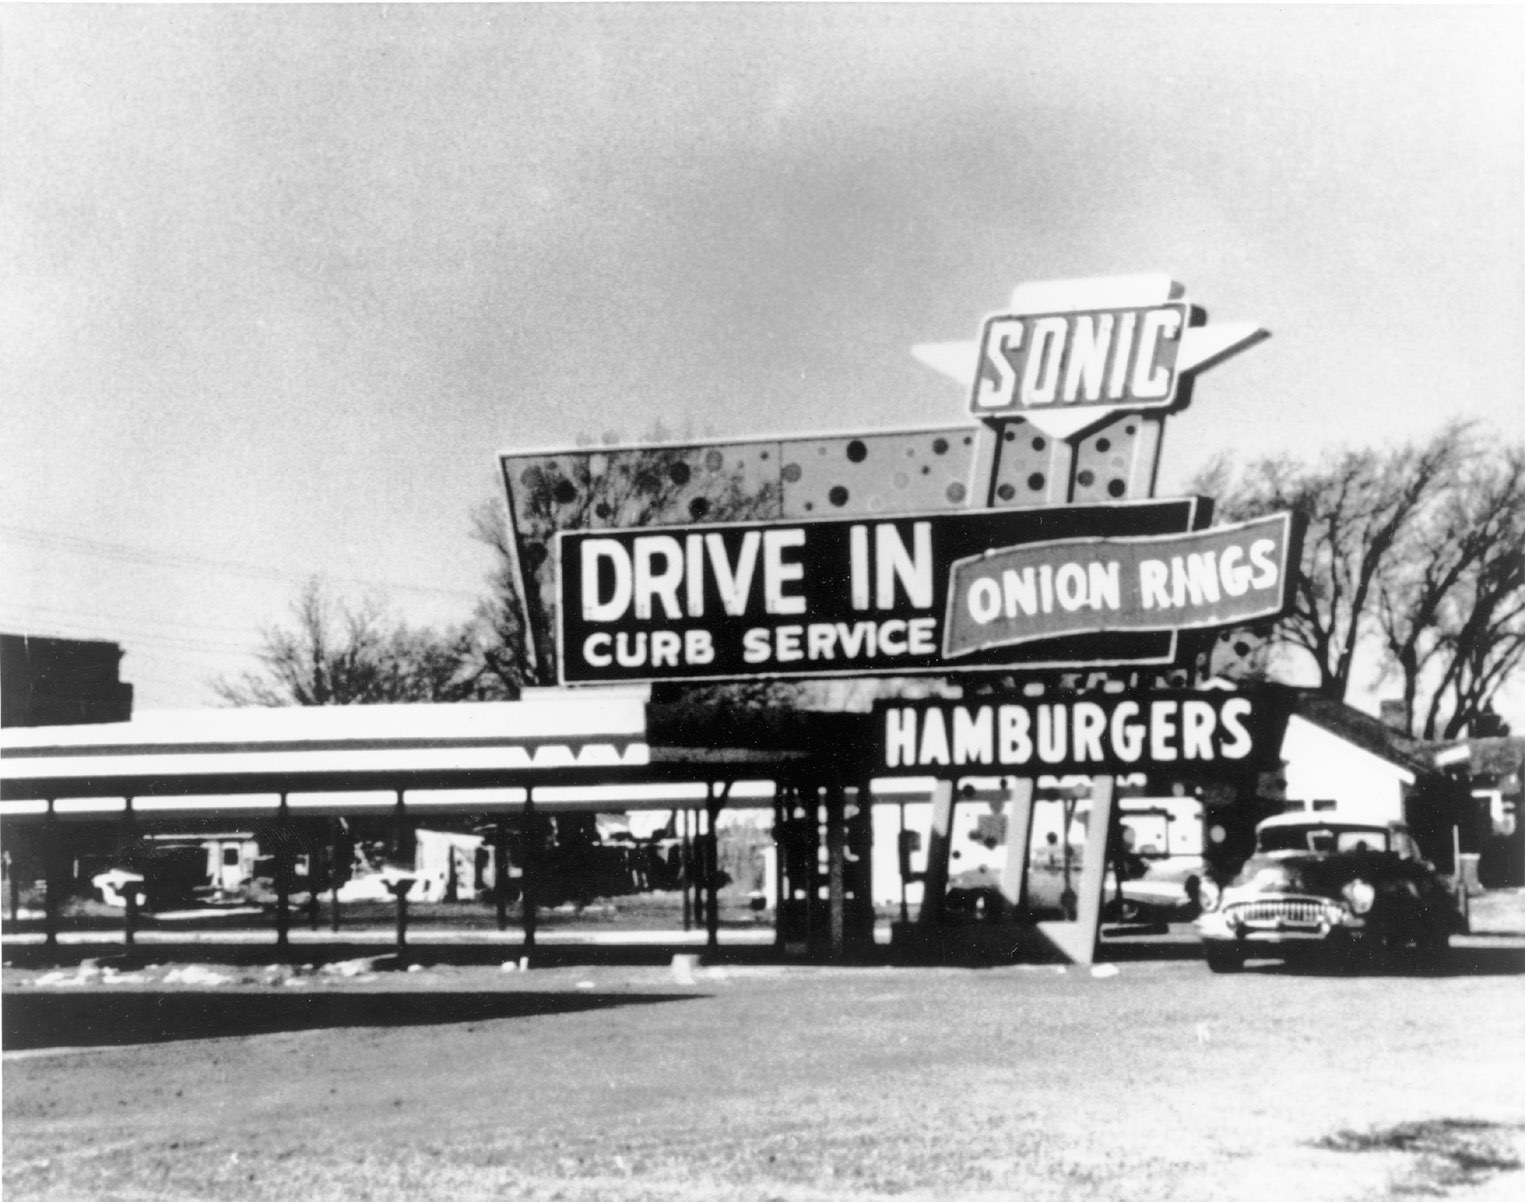 SONIC
DRIVE IN
CURB SERVICE
ONION RINGS
HAMBURGERS